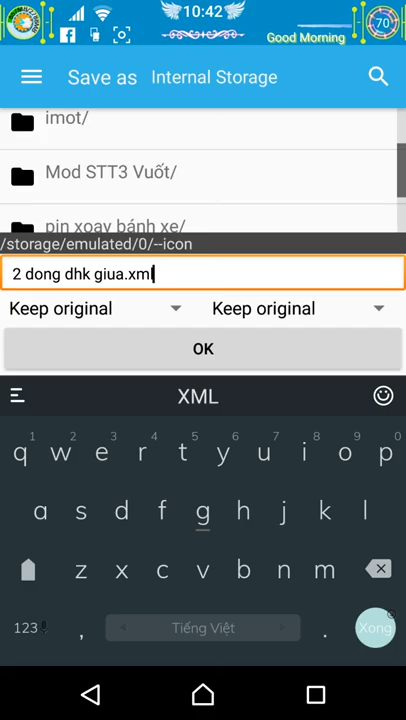 10:42
Good Morning
70
Save as Internal Storage
imot/
Mod STT3 Vuốt/
pin xoay bánh xe/
/storage/emulated/0/--icon
2 dong dhk giua.xml
Keep original Keep original
OK
XML
1 2 3 4 5 6 7 8 9 0
q w e r t y u i o p
a s d f g h j k l
z x c v b n m
123 , Tiếng Việt . Xong